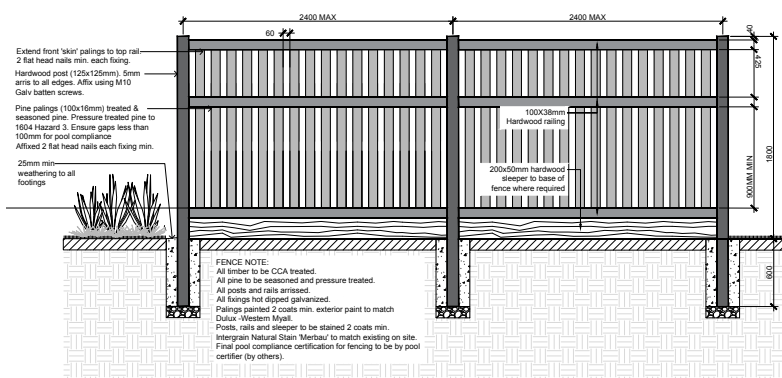 2400 MAX
2400 MAX
60
40
425
900MM MIN
1800
600
Extend front 'skin' palings to top rail.
2 flat head nails min. each fixing.
Hardwood post (125x125mm). 5mm
arris to all edges. Affix using M10
Galv batten screws.
Pine palings (100x16mm) treated &
seasoned pine. Pressure treated pine to
1604 Hazard 3. Ensure gaps less than
100mm for pool compliance
Affixed 2 flat head nails each fixing min.
25mm min
weathering to all
footings
100X38mm
Hardwood railing
200x50mm hardwood
sleeper to base of
fence where required
FENCE NOTE:
All timber to be CCA treated.
All pine to be seasoned and pressure treated.
All posts and rails arrissed.
All fixings hot dipped galvanized.
Palings painted 2 coats min. exterior paint to match
Dulux -Western Myall.
Posts, rails and sleeper to be stained 2 coats min.
Intergrain Natural Stain 'Merbau' to match existing on site.
Final pool compliance certification for fencing to be by pool
certifier (by others).